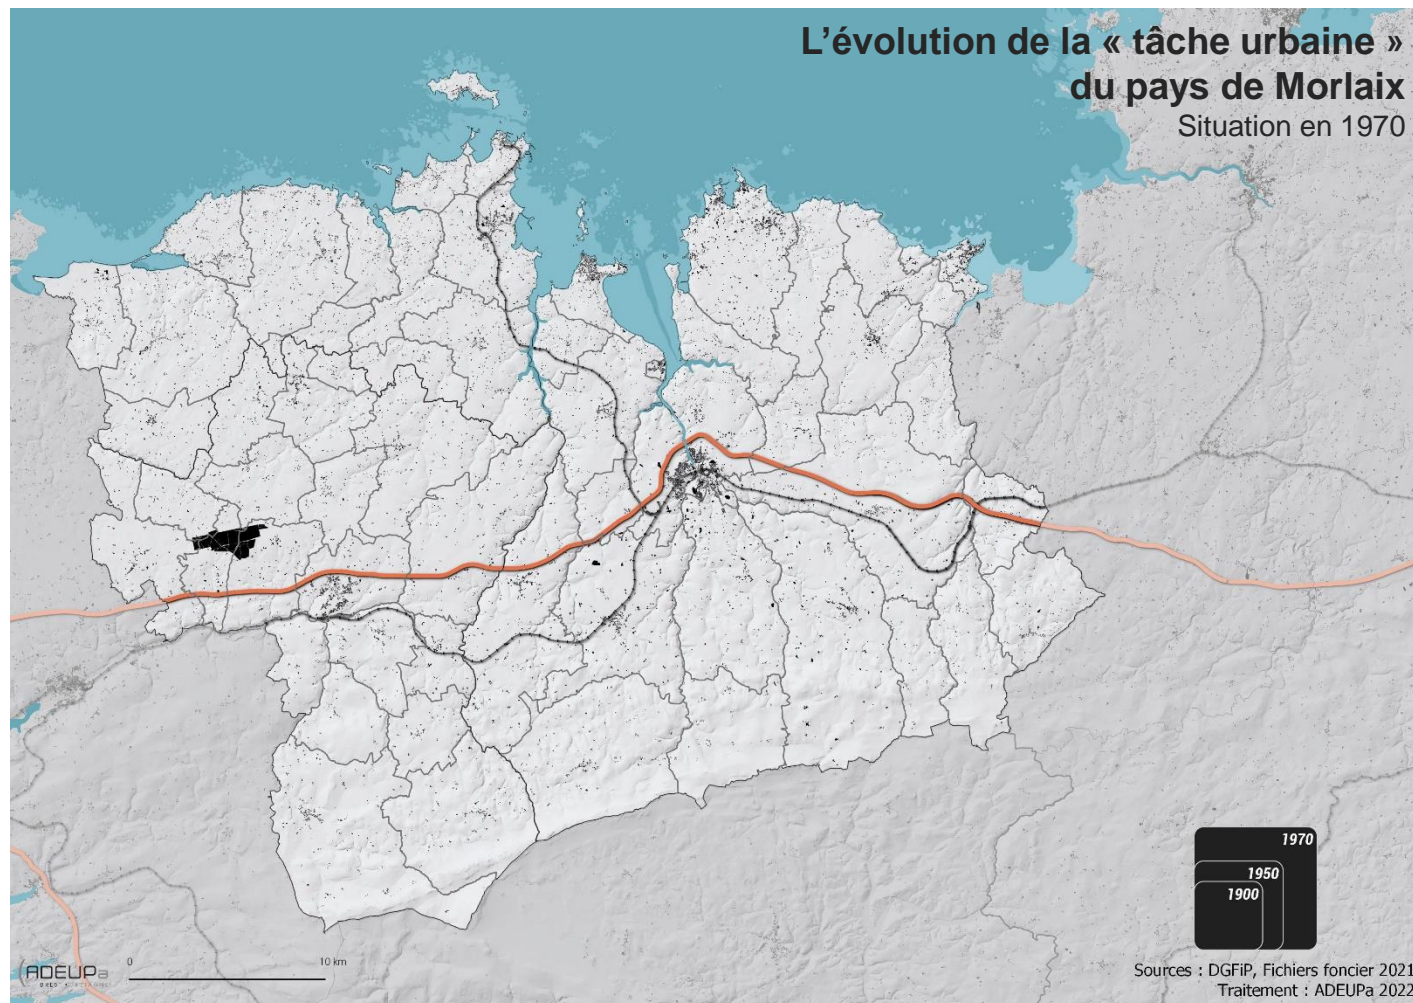 L'évolution de la « tâche urbaine »
du pays de Morlaix
Situation en 1970
1970
1950
1900
ADEUPa
0 10 km
Sources : DGFiP, Fichiers foncier 2021
Traitement : ADEUPa 2022